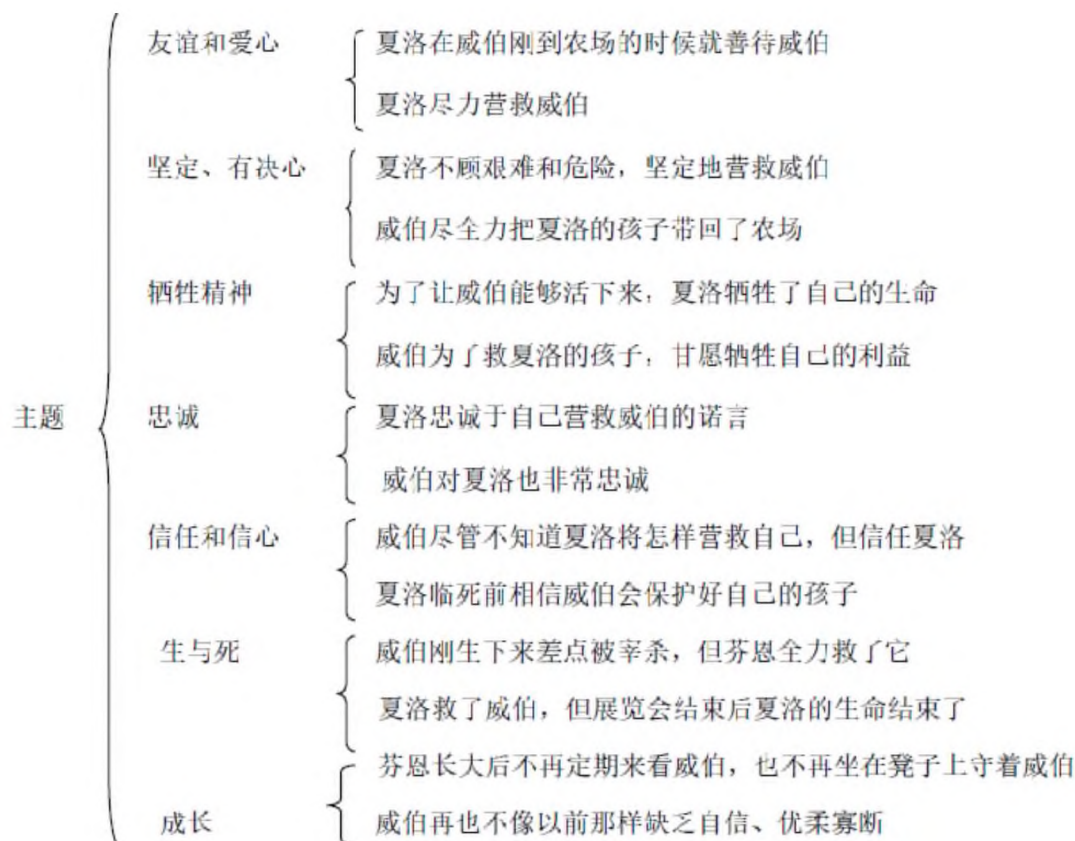 友谊和爱心 夏洛在威伯刚到农场的时候就善待威伯
夏洛尽力营救威伯
坚定、有决心 夏洛不顾艰难和危险，坚定地营救威伯
威伯尽全力把夏洛的孩子带回了农场
牺牲精神 为了让威伯能够活下来，夏洛牺牲了自己的生命
威伯为了救夏洛的孩子，甘愿牺牲自己的利益
主题 忠诚 夏洛忠诚于自己营救威伯的诺言
威伯对夏洛也非常忠诚
信任和信心 威伯尽管不知道夏洛将怎样营救自己，但信任夏洛
夏洛临死前相信威伯会保护好自己的孩子
生与死 威伯刚生下来差点被宰杀，但芬恩全力救了它
夏洛救了威伯，但展览会结束后夏洛的生命结束了
芬恩长大后不再定期来看威伯，也不再坐在凳子上守着威伯
成长 威伯再也不像以前那样缺乏自信、优柔寡断